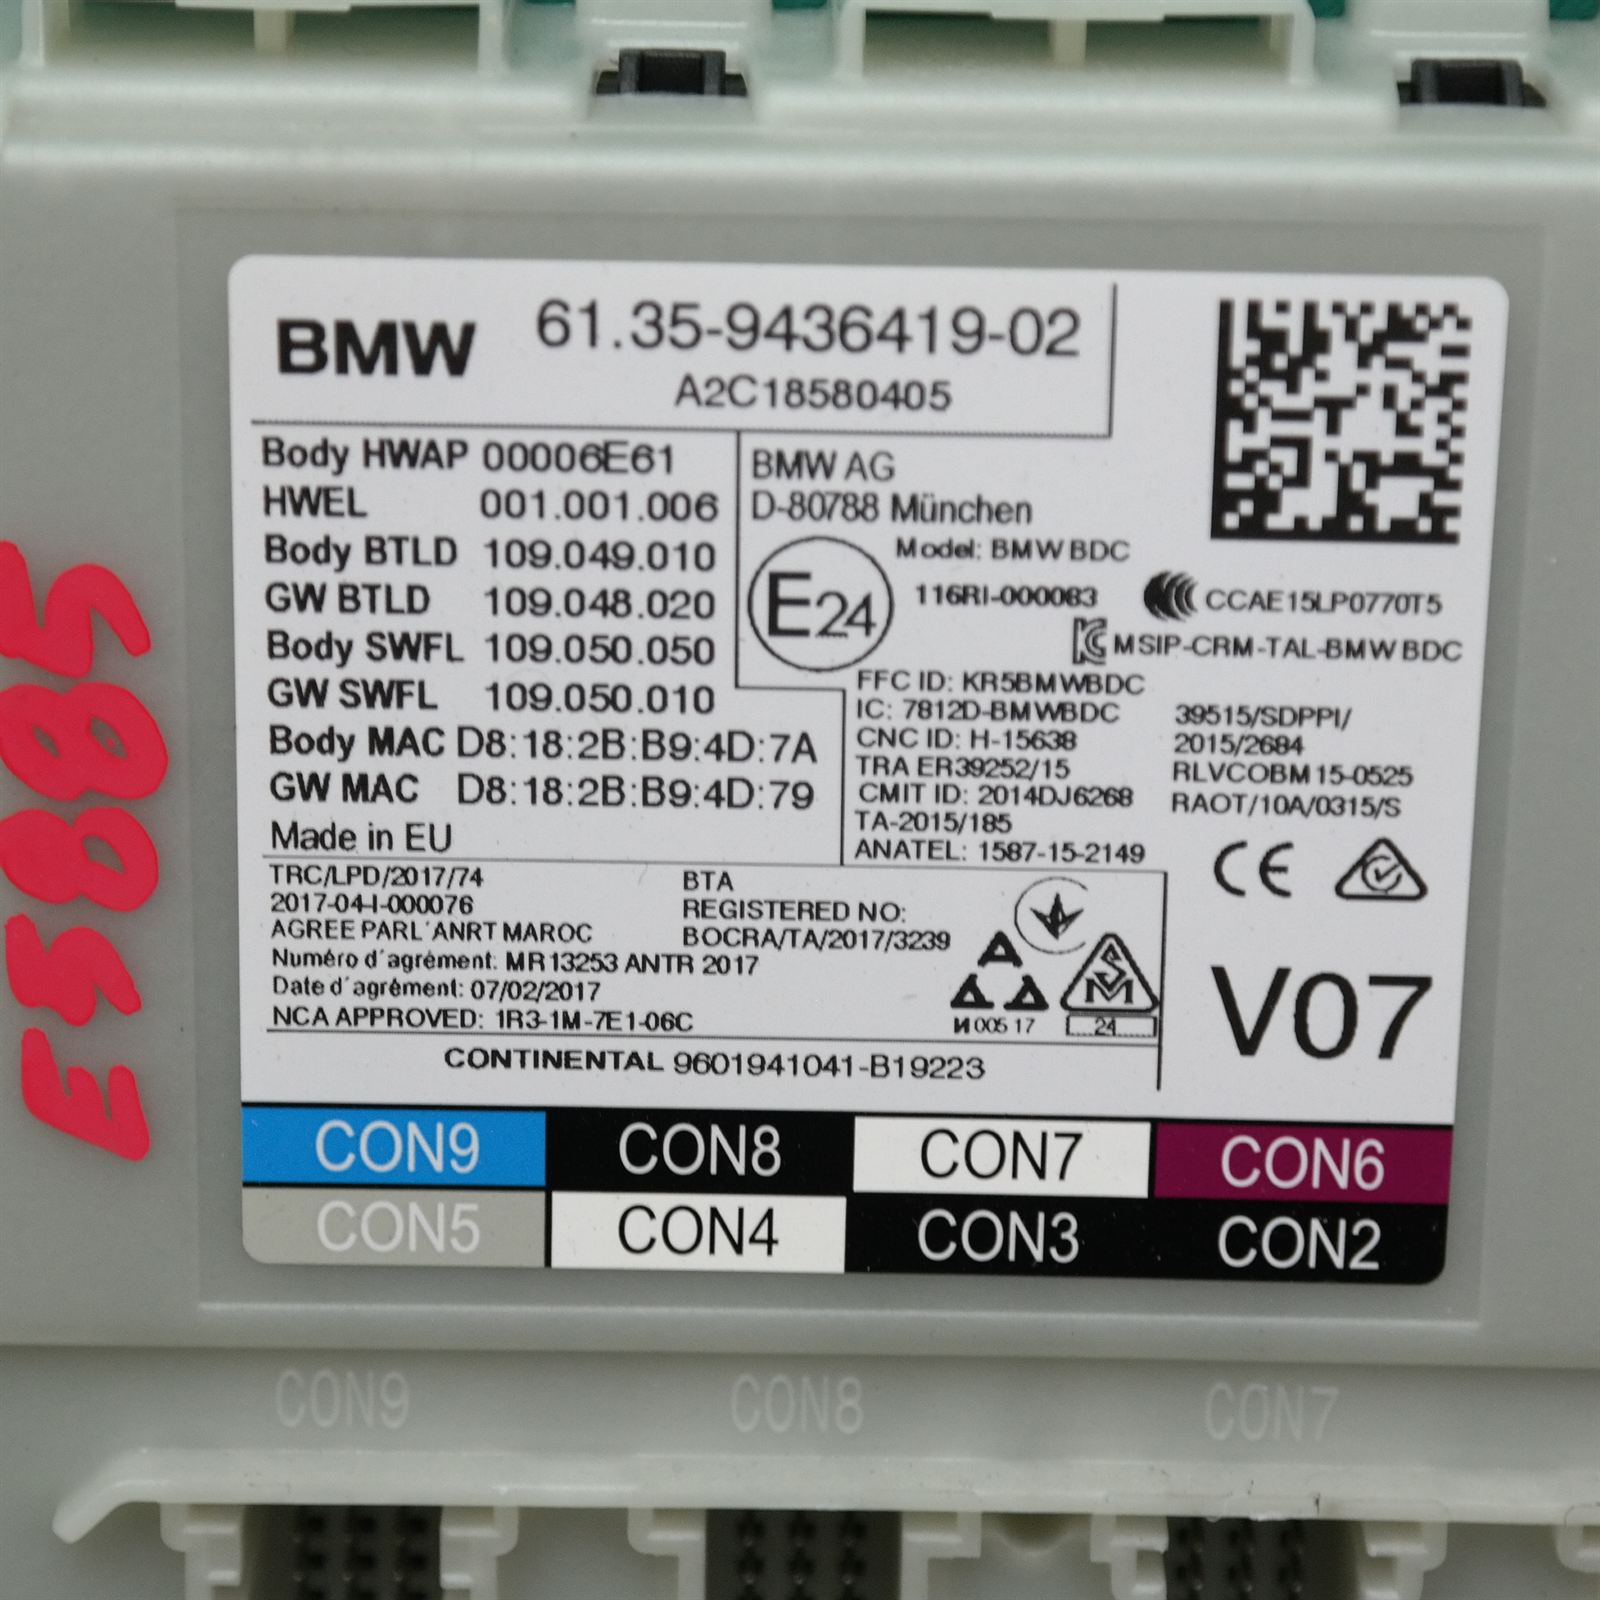 BMW 61.35-9436419-02
A2C18580405
Body HWAP 00006E61
HWEL 001.001.006
Body BTLD 109.049.010
GW BTLD 109.048.020
Body SWFL 109.050.050
GW SWFL 109.050.010
Body MAC D8:18:2B:B9:4D:7A
GW MAC D8:18:2B:B9:4D:79
Made in EU
BMW AG
D-80788 München
Model: BMW BDC
E24
116RI-000083
CCAE15LP0770T5
MSIP-CRM-TAL-BMW BDC
FFC ID: KR5BMWBDC
IC: 7812D-BMWBDC
CNC ID: H-15638
TRA ER39252/15
CMIT ID: 2014DJ6268
TA-2015/185
ANATEL: 1587-15-2149
39515/SDPPI/
2015/2684
RLVCOBM15-0525
RAOT/10A/0315/S
CE
TRC/LPD/2017/74
2017-04-I-000076
AGREE PARL'ANRT MAROC
Numéro d'agrément: MR 13253 ANTR 2017
Date d'agrément: 07/02/2017
NCA APPROVED: 1R3-1M-7E1-06C
BTA
REGISTERED NO:
BOCRA/TA/2017/3239
И 005 17
SM
24
V07
CONTINENTAL 9601941041-B19223
CON9 CON8 CON7 CON6
CON5 CON4 CON3 CON2
CON9 CON8 CON7
E3885